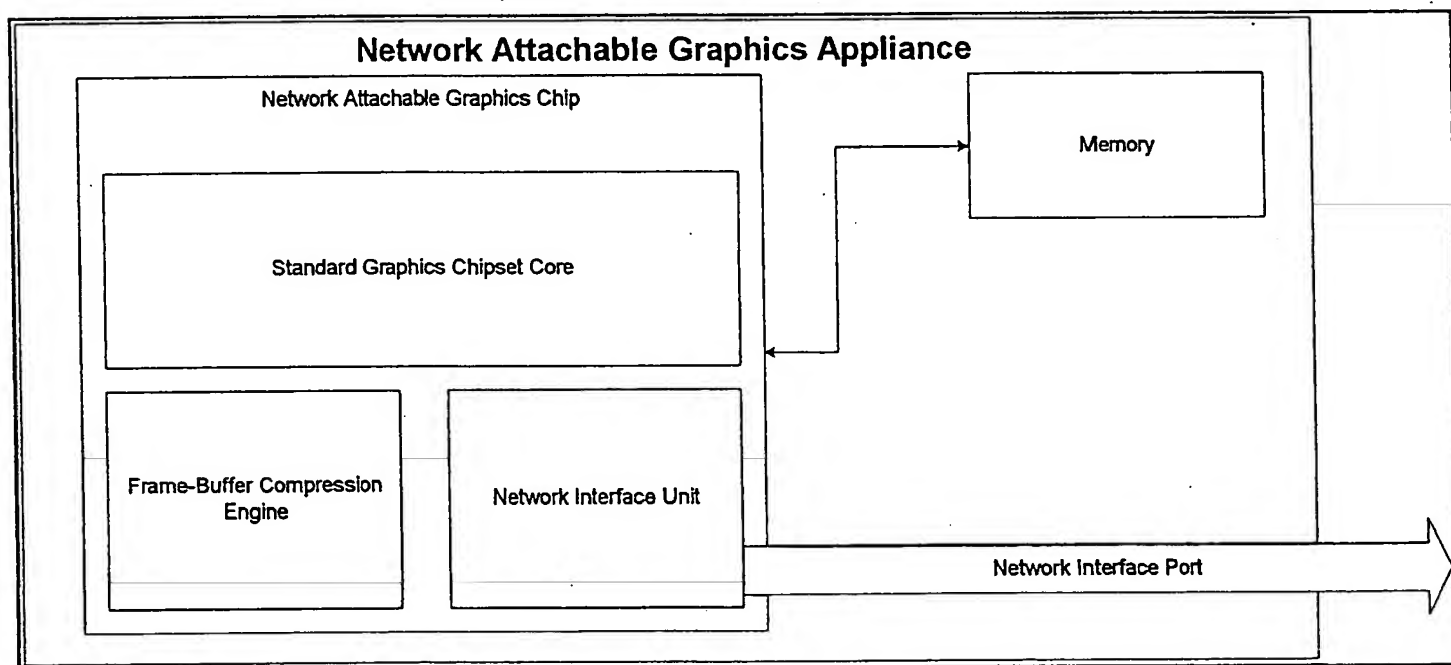 Network Attachable Graphics Appliance
Network Attachable Graphics Chip
Memory
Standard Graphics Chipset Core
Frame-Buffer Compression
Engine
Network Interface Unit
Network Interface Port